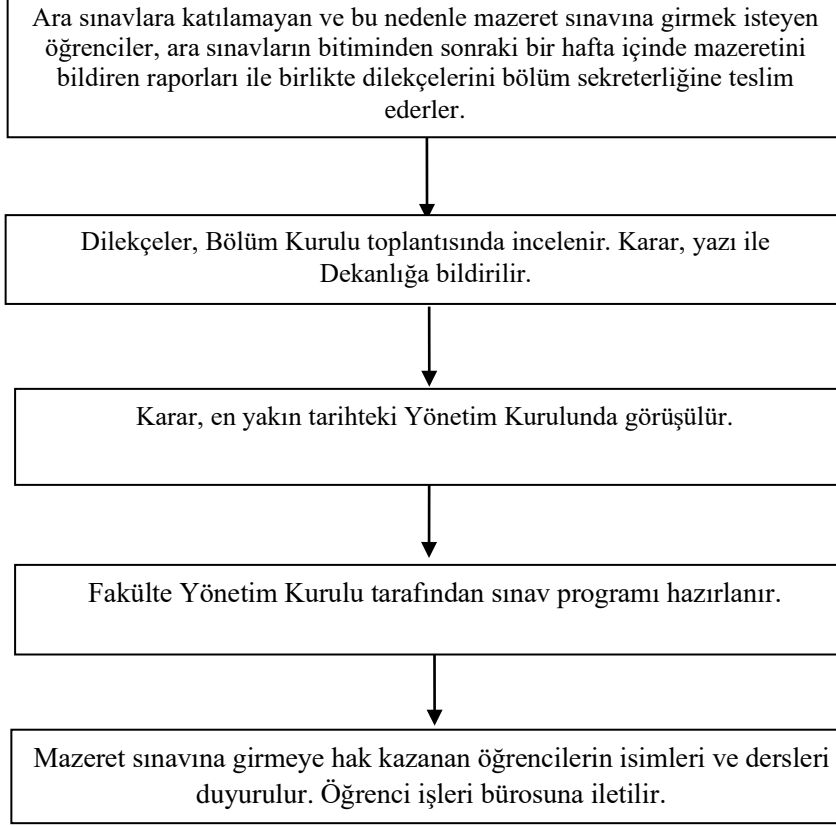 Ara sınavlara katılamayan ve bu nedenle mazeret sınavına girmek isteyen
öğrenciler, ara sınavların bitiminden sonraki bir hafta içinde mazeretini
bildiren raporları ile birlikte dilekçelerini bölüm sekreterliğine teslim
ederler.
Dilekçeler, Bölüm Kurulu toplantısında incelenir. Karar, yazı ile
Dekanlığa bildirilir.
Karar, en yakın tarihteki Yönetim Kurulunda görüşülür.
Fakülte Yönetim Kurulu tarafından sınav programı hazırlanır.
Mazeret sınavına girmeye hak kazanan öğrencilerin isimleri ve dersleri
duyurulur. Öğrenci işleri bürosuna iletilir.